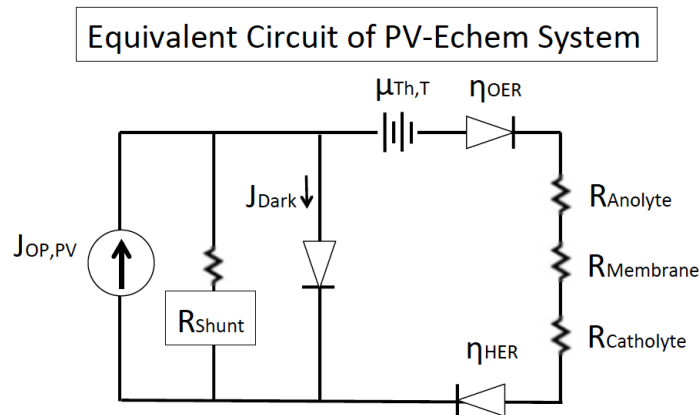 Equivalent Circuit of PV-Echem System
μTh,T
ηOER
JDark
RAnolyte
JOP,PV
RMembrane
RShunt
RCatholyte
ηHER